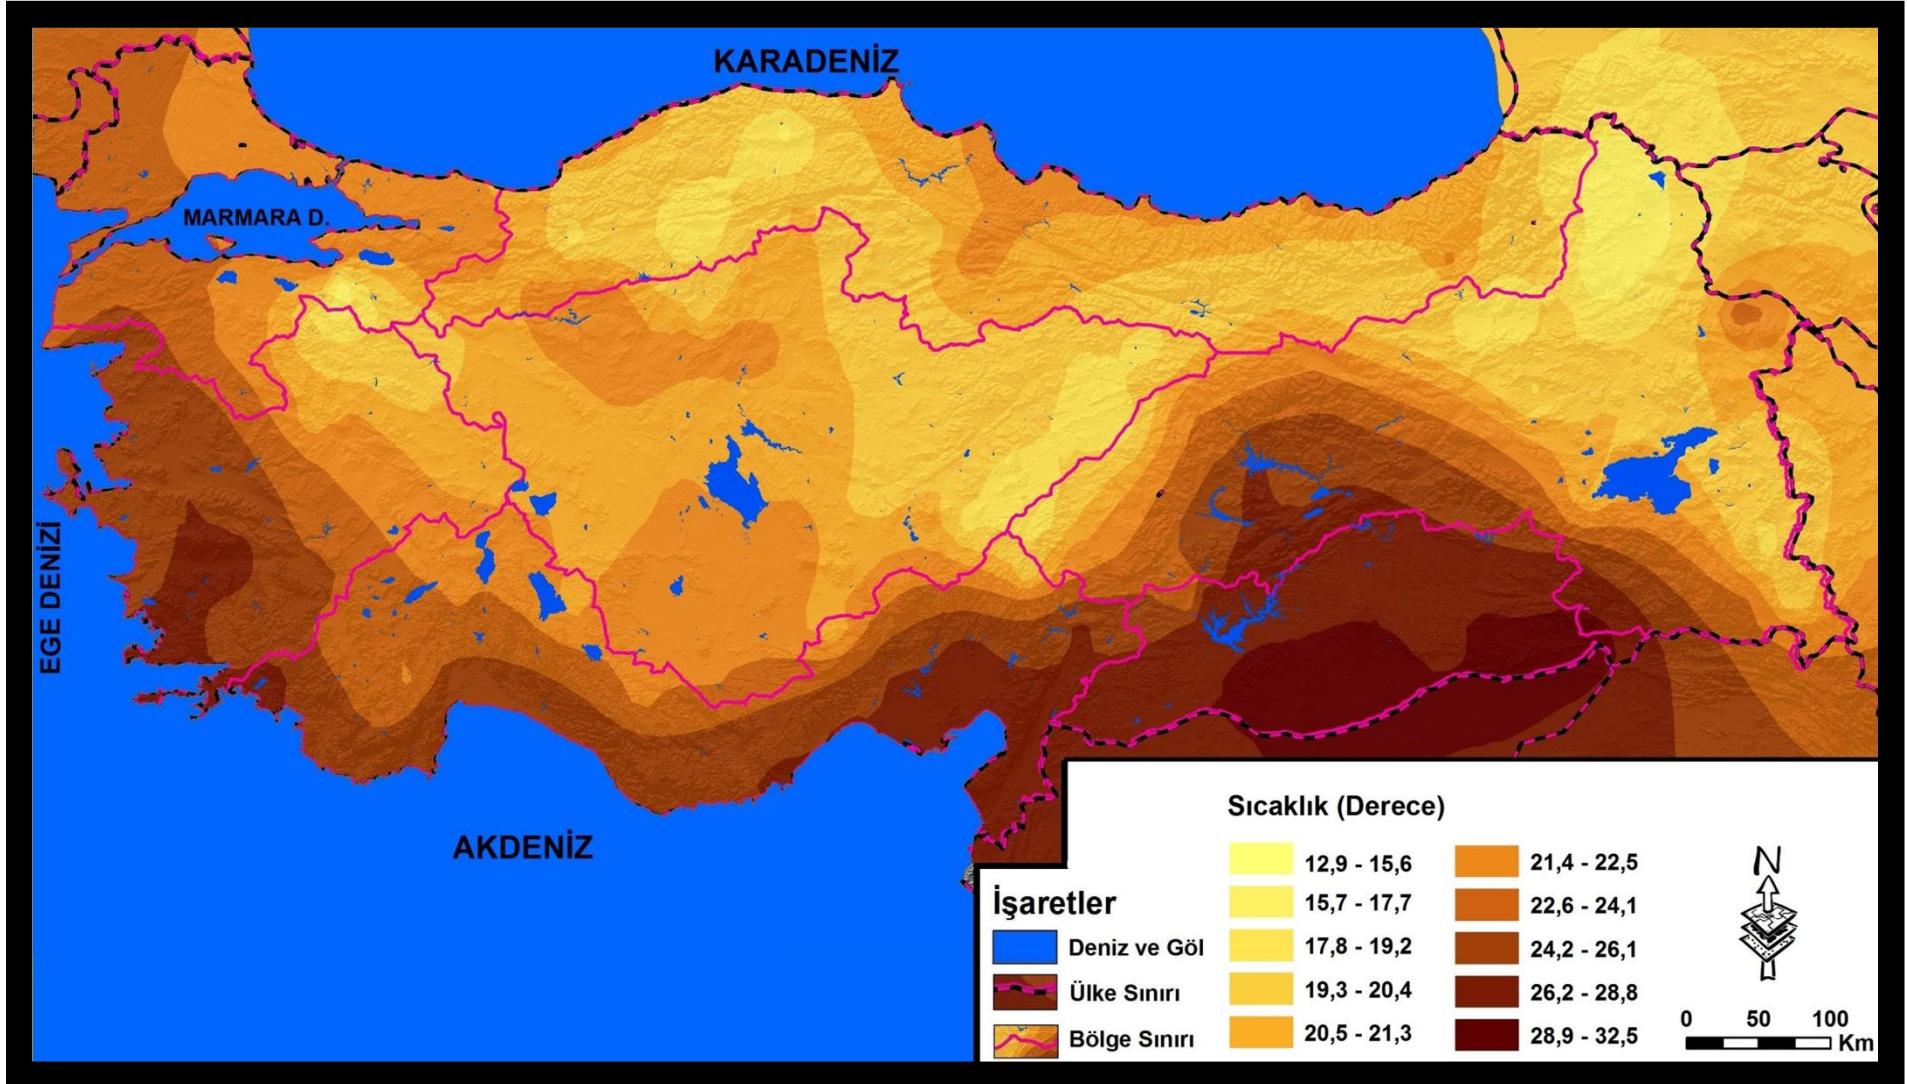 KARADENİZ
MARMARA D.
EGE DENİZİ
AKDENİZ
İşaretler
Deniz ve Göl
Ülke Sınırı
Bölge Sınırı
Sıcaklık (Derece)
12,9 - 15,6
15,7 - 17,7
17,8 - 19,2
19,3 - 20,4
20,5 - 21,3
21,4 - 22,5
22,6 - 24,1
24,2 - 26,1
26,2 - 28,8
28,9 - 32,5
N
0 50 100
Km